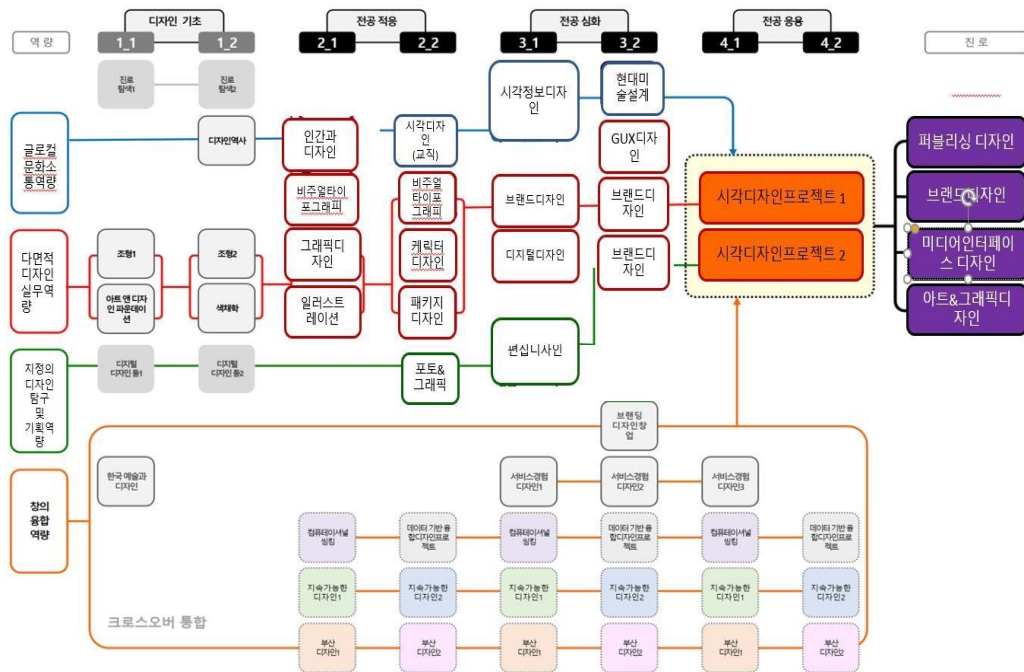 디자인 기초
전공 적응
전공 심화
전공 응용
역 량
1_1
1_2
2_1
2_2
3_1
3_2
4_1
4_2
진 로
진로
탐색1
진로
탐색2
시각정보디자
인
현대미
술설계
글로컬
문화소
통역량
디자인역사
인간과
디자인
시각디자
인
(교직)
GUX디자
인
비주얼타이
포그래피
비주얼
타이포
그래피
브랜드디자인
브랜드디
자인
시각디자인프로젝트 1
퍼블리싱 디자인
브랜드디자인
다면적
디자인
실무역
량
조형1
조형2
그래픽디
자인
케릭터
디자인
디지털디자인
브랜드디
자인
시각디자인프로젝트 2
미디어인터페이
스 디자인
아트 앤 디자
인 파운데이
션
색채학
일러스트
레이션
패키지
디자인
아트&그래픽디
자인
지정의
디자인
탐구
및
기획역
량
디지털
디자인 툴1
디지털
디자인 툴2
포토&
그래픽
편십니사인
브랜딩
디자인창
업
창의
융합
역량
한국 예술과
디자인
서비스경험
디자인1
서비스경험
디자인2
서비스경험
디자인3
컴퓨테이셔널
씽킹
데이터 기반 융
합디자인프로
젝트
컴퓨테이셔널
씽킹
데이터 기반 융
합디자인프로
젝트
컴퓨테이셔널
씽킹
데이터 기반 융
합디자인프로
젝트
지속가능한
디자인1
지속가능한
디자인2
지속가능한
디자인1
지속가능한
디자인2
지속가능한
디자인1
지속가능한
디자인2
크로스오버 통합
부산
디자인1
부산
디자인2
부산
디자인1
부산
디자인2
부산
디자인1
부산
디자인2